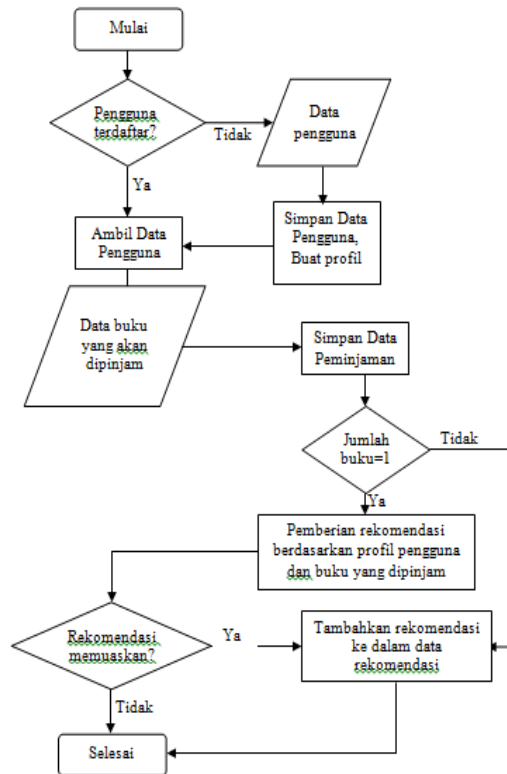 Mulai
Pengguna
terdaftar?
Tidak
Data
pengguna
Ya
Ambil Data
Pengguna
Simpan Data
Pengguna,
Buat profil
Data buku
yang akan
dipinjam
Simpan Data
Peminjaman
Jumlah
buku=1
Tidak
Ya
Pemberian rekomendasi
berdasarkan profil pengguna
dan buku yang dipinjam
Rekomendasi
memuaskan?
Ya
Tambahkan rekomendasi
ke dalam data
rekomendasi
Tidak
Selesai